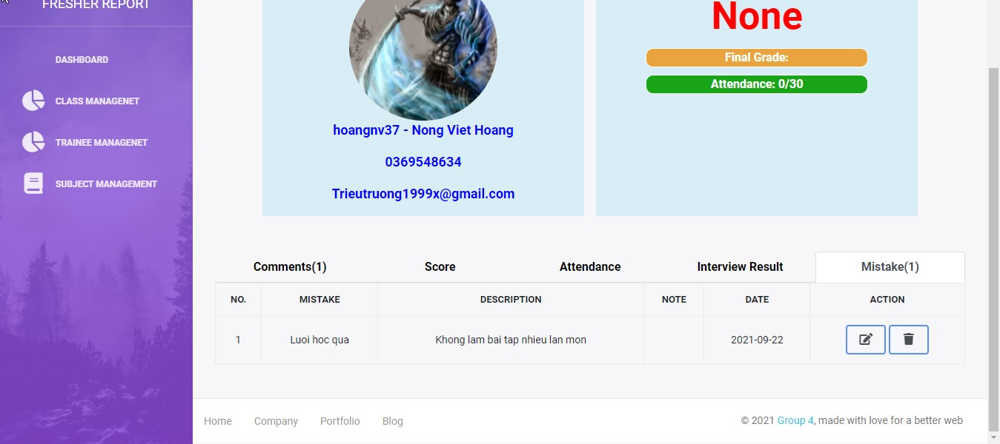 FRESHER REPORT
DASHBOARD
CLASS MANAGENET
TRAINEE MANAGENET
SUBJECT MANAGEMENT
hoangnv37 - Nong Viet Hoang
0369548634
Trieutruong1999x@gmail.com
None
Final Grade:
Attendance: 0/30
Comments(1) Score Attendance Interview Result Mistake(1)
NO. MISTAKE DESCRIPTION NOTE DATE ACTION
1 Luoi hoc qua Khong lam bai tap nhieu lan mon 2021-09-22
Home Company Portfolio Blog © 2021 Group 4, made with love for a better web